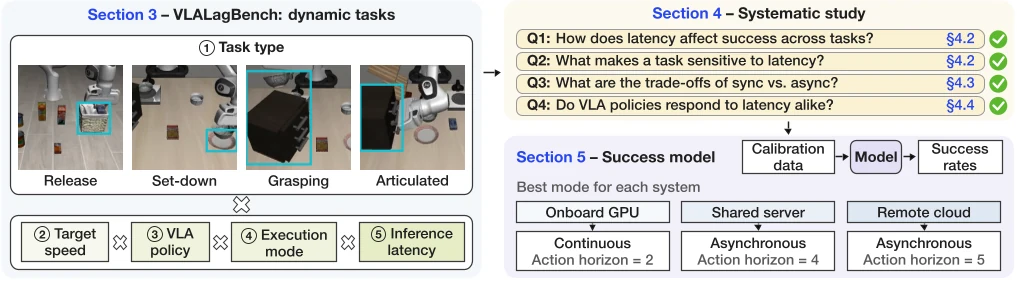 Section 3 – VLALagBench: dynamic tasks
① Task type
Release
Set-down
Grasping
Articulated
② Target
speed
③ VLA
policy
④ Execution
mode
⑤ Inference
latency
Section 4 – Systematic study
Q1: How does latency affect success across tasks? §4.2
Q2: What makes a task sensitive to latency? §4.2
Q3: What are the trade-offs of sync vs. async? §4.3
Q4: Do VLA policies respond to latency alike? §4.4
Section 5 – Success model
Calibration
data
Model
Success
rates
Best mode for each system
Onboard GPU
Continuous
Action horizon = 2
Shared server
Asynchronous
Action horizon = 4
Remote cloud
Asynchronous
Action horizon = 5